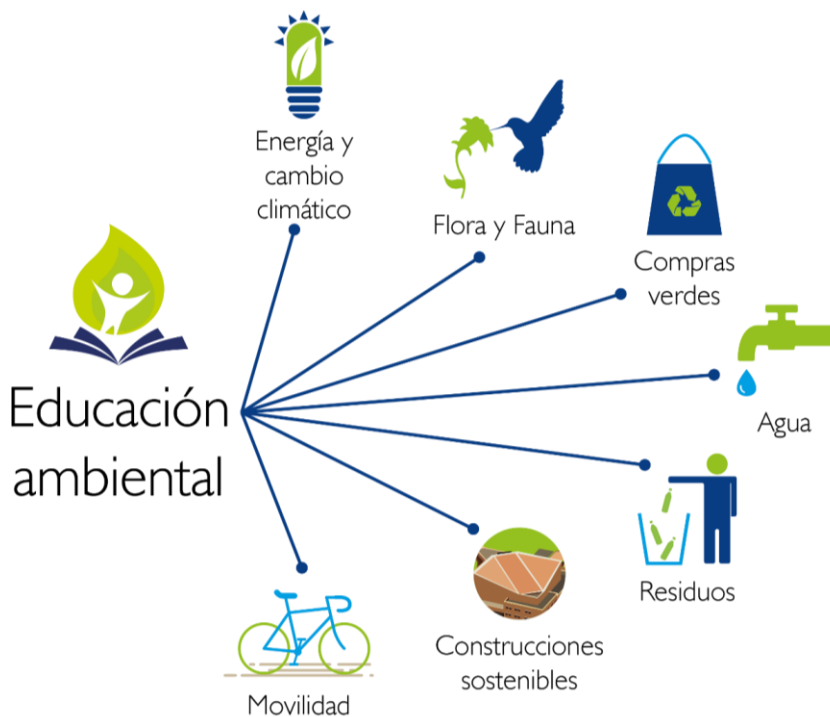 Energía y
cambio
climático
Flora y Fauna
Compras
verdes
Agua
Educación
ambiental
Residuos
Construcciones
sostenibles
Movilidad